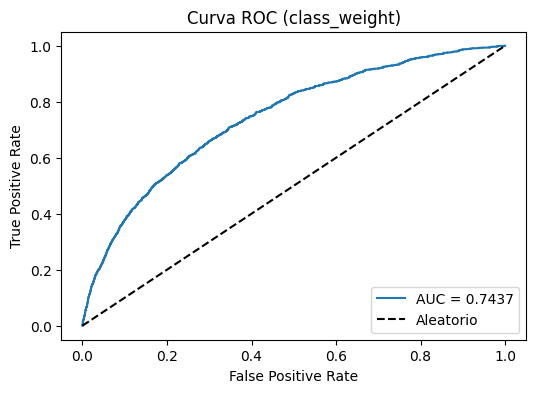 Curva ROC (class_weight)
True Positive Rate
1.0
0.8
0.6
0.4
0.2
0.0
AUC = 0.7437
Aleatorio
0.0 0.2 0.4 0.6 0.8 1.0
False Positive Rate